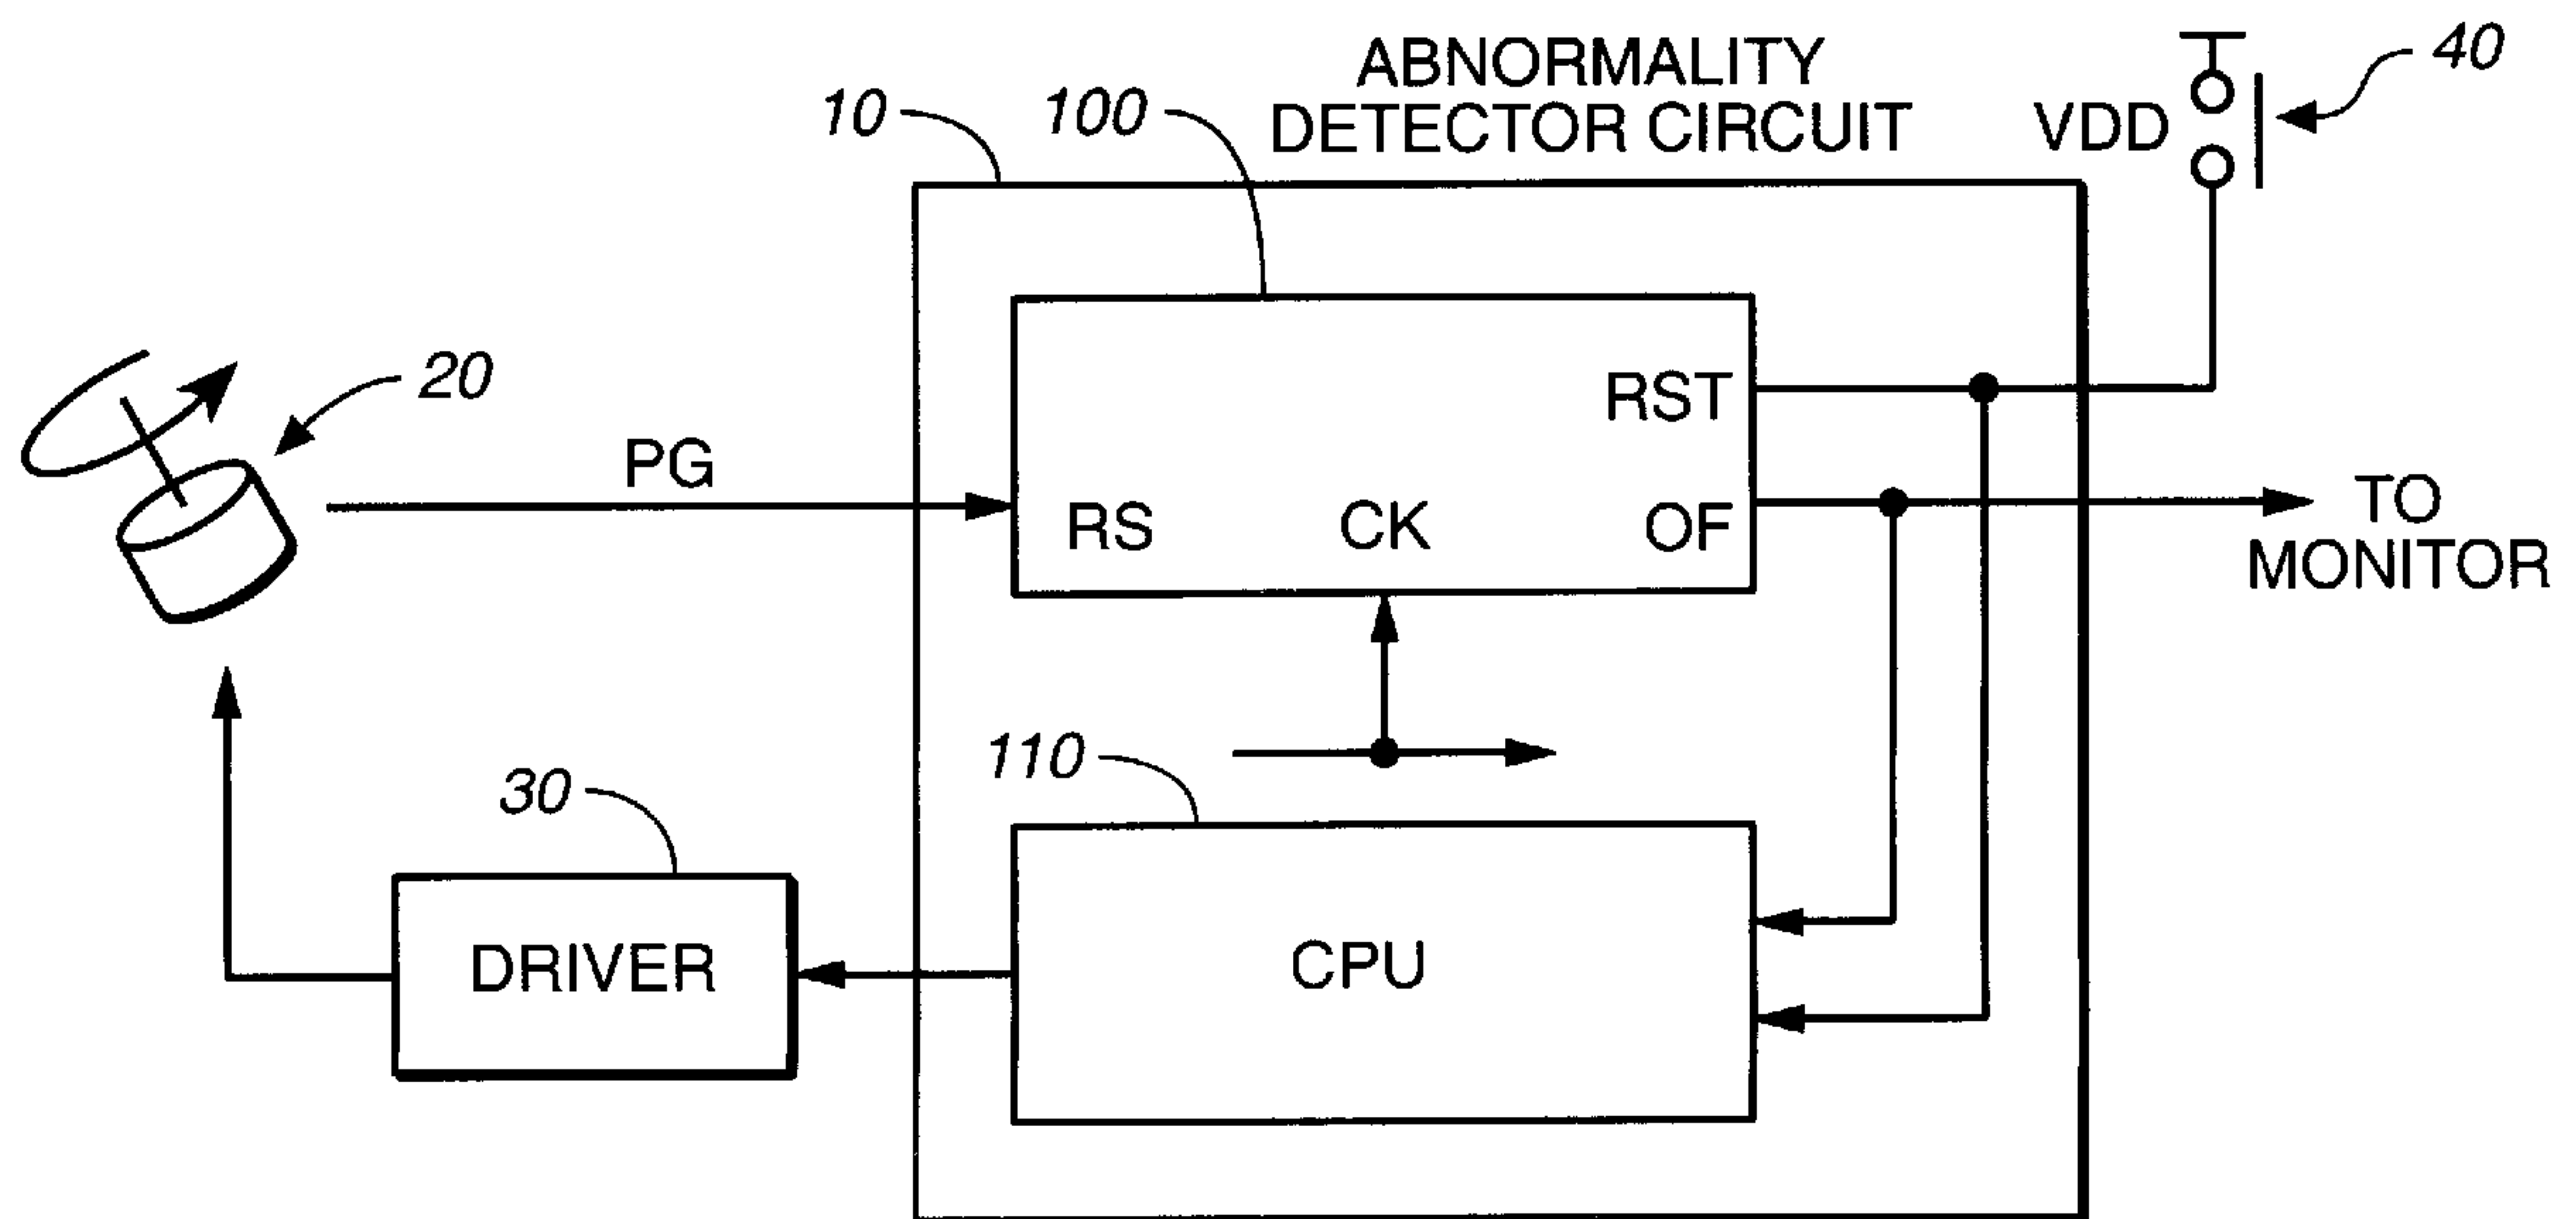 ABNORMALITY
DETECTOR CIRCUIT
10
100
VDD
40
20
PG
RST
RS
CK
OF
TO
MONITOR
110
30
DRIVER
CPU